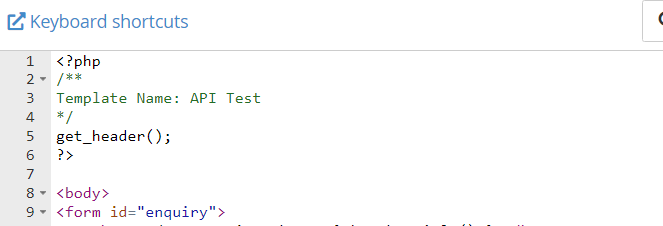 Keyboard shortcuts
1 <?php
2 /**
3 Template Name: API Test
4 */
5 get_header();
6 ?>
7
8 <body>
9 <form id="enquiry">